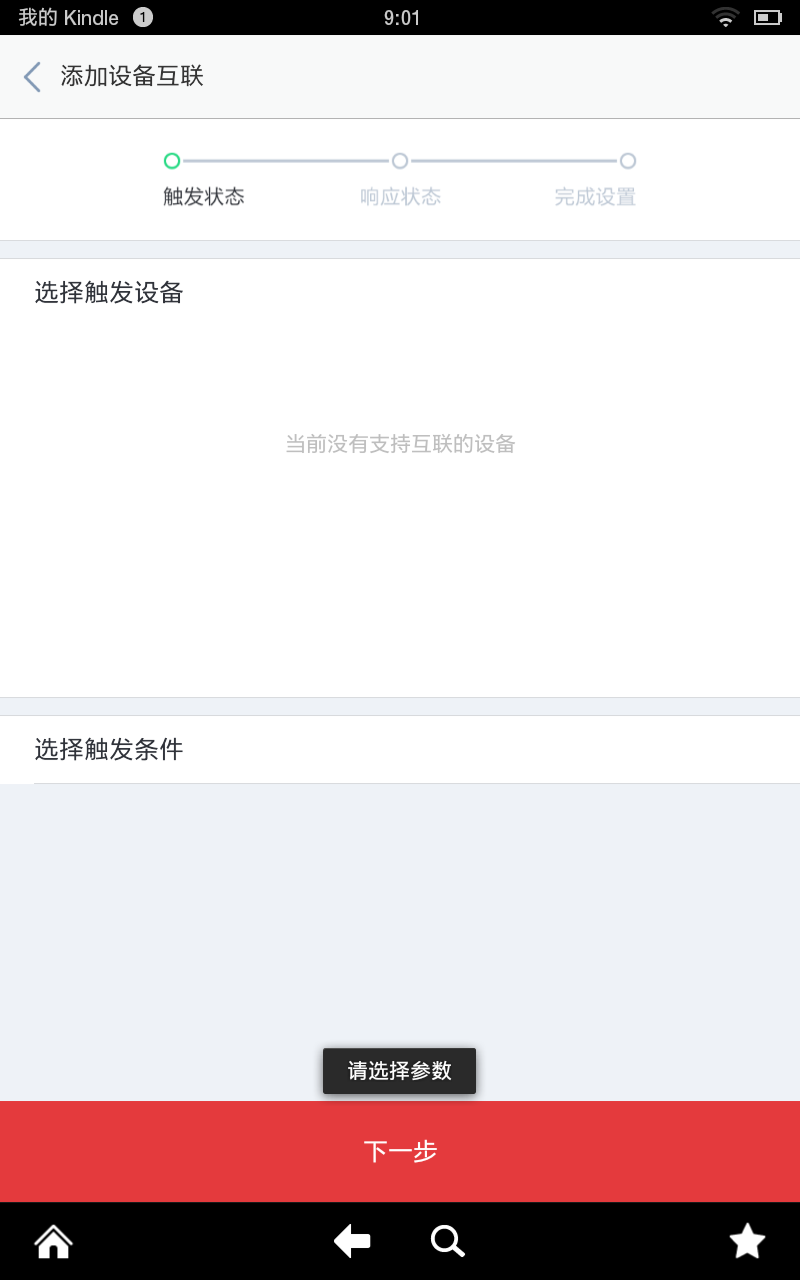 我的 Kindle 1
9:01
添加设备互联
触发状态
响应状态
完成设置
选择触发设备
当前没有支持互联的设备
选择触发条件
请选择参数
下一步